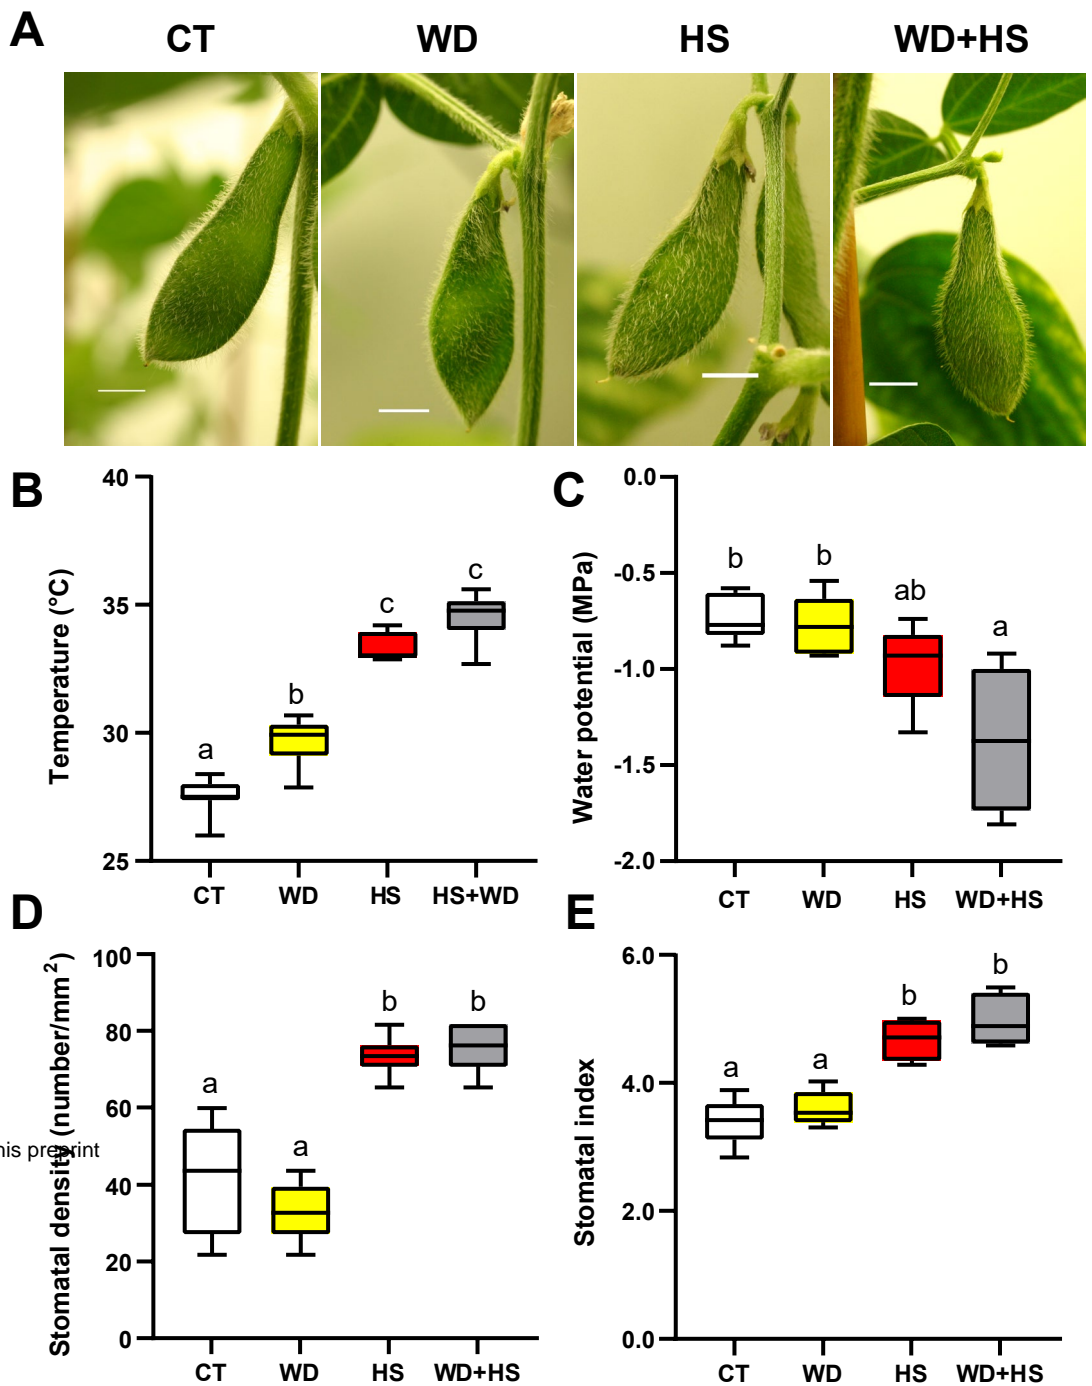 A
CT WD HS WD+HS
B
Temperature (°C)
40
35
30
25
a b c c
CT WD HS HS+WD
C
Water potential (MPa)
0.0
-0.5
-1.0
-1.5
-2.0
b b ab a
CT WD HS WD+HS
D
Stomatal density (number/mm²)
100
80
60
40
20
0
a a b b
CT WD HS WD+HS
his preprint
E
Stomatal index
6.0
4.0
2.0
0.0
a a b b
CT WD HS WD+HS